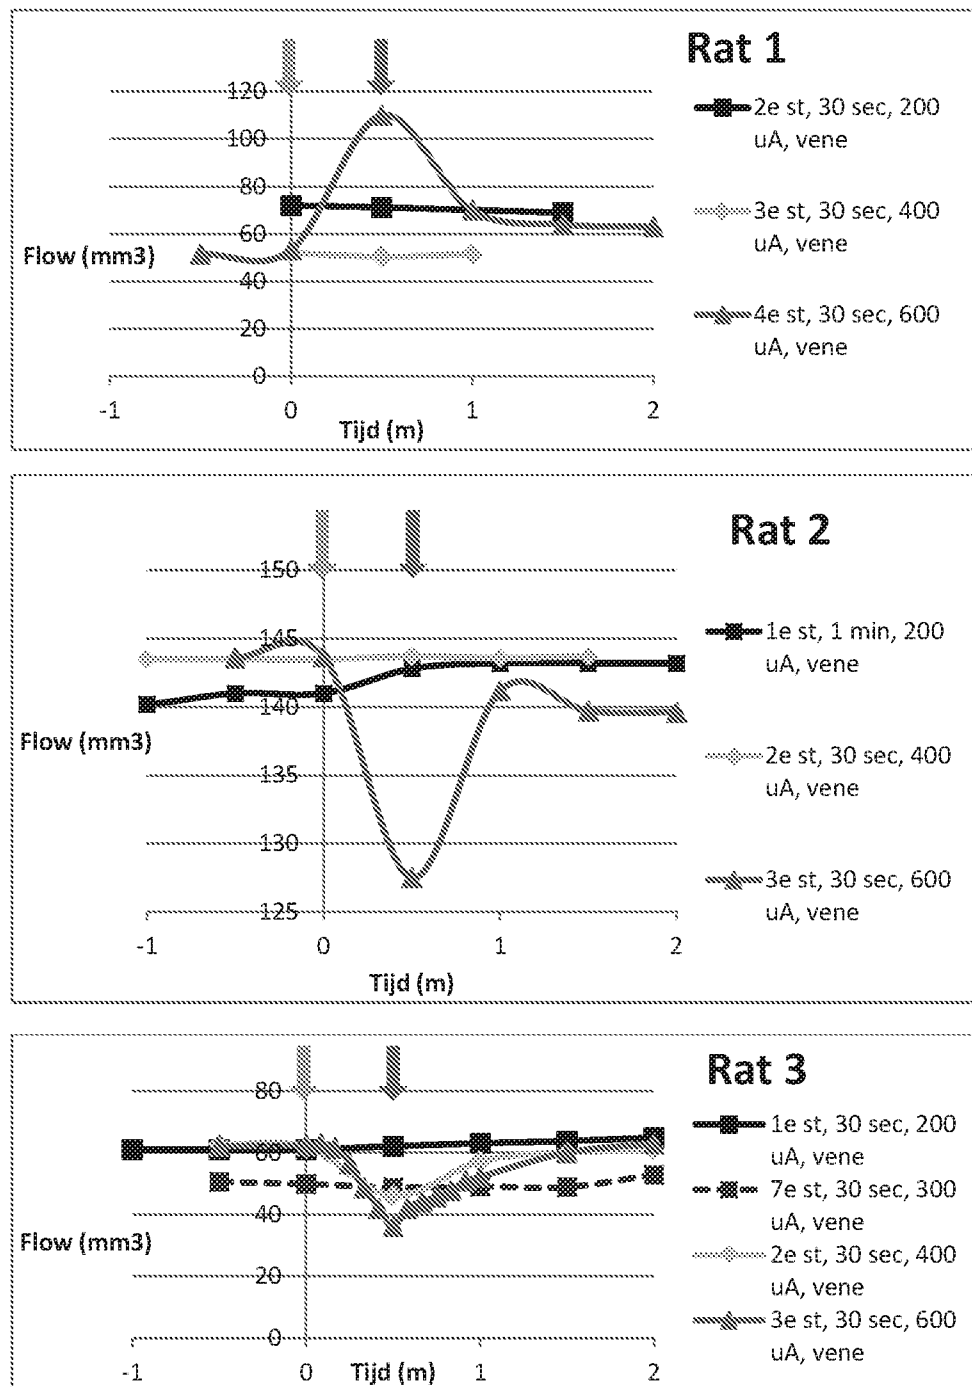 Rat 1
120
100
80
60
40
20
0
Flow (mm3)
-1
0
1
2
Tijd (m)
2e st, 30 sec, 200
uA, vene
3e st, 30 sec, 400
uA, vene
4e st, 30 sec, 600
uA, vene
Rat 2
150
145
140
135
130
125
Flow (mm3)
-1
0
1
2
Tijd (m)
1e st, 1 min, 200
uA, vene
2e st, 30 sec, 400
uA, vene
3e st, 30 sec, 600
uA, vene
Rat 3
80
60
40
20
0
Flow (mm3)
-1
0
1
2
Tijd (m)
1e st, 30 sec, 200
uA, vene
7e st, 30 sec, 300
uA, vene
2e st, 30 sec, 400
uA, vene
3e st, 30 sec, 600
uA, vene